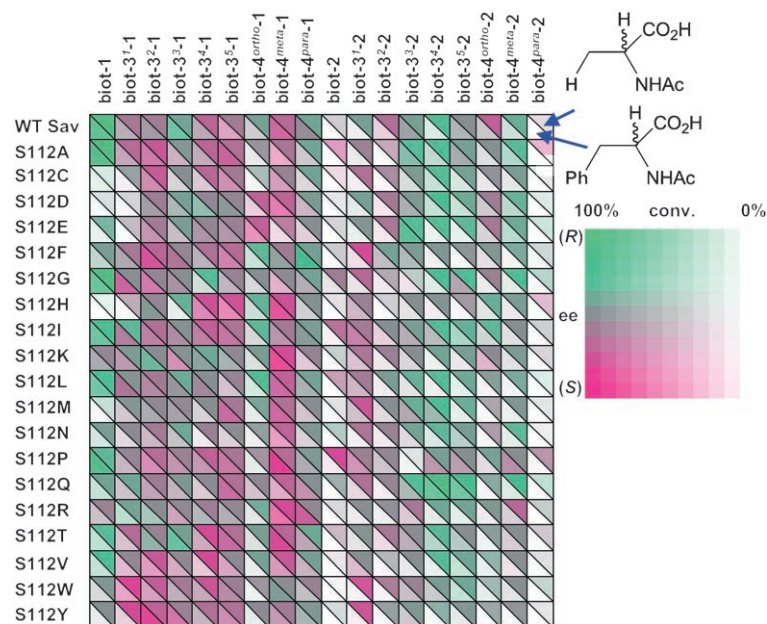 biot-1
biot-3¹-1
biot-3²-1
biot-3³-1
biot-3⁴-1
biot-3⁵-1
biot-4ortho-1
biot-4meta-1
biot-4para-1
biot-2
biot-3¹-2
biot-3²-2
biot-3³-2
biot-3⁴-2
biot-3⁵-2
biot-4ortho-2
biot-4meta-2
biot-4para-2
H
CO₂H
H
NHAc
H
CO₂H
Ph
NHAc
WT Sav
S112A
S112C
S112D
S112E
S112F
S112G
S112H
S112I
S112K
S112L
S112M
S112N
S112P
S112Q
S112R
S112T
S112V
S112W
S112Y
100% conv. 0%
(R)
ee
(S)